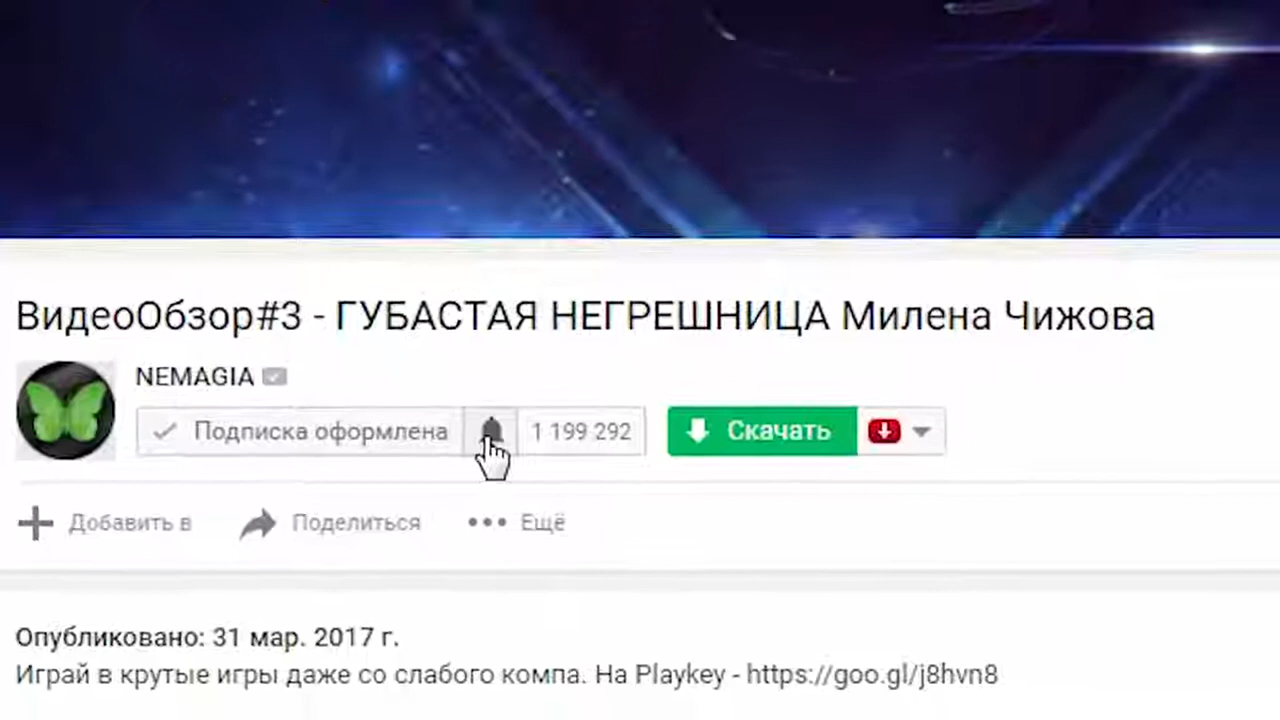 ВидеоОбзор#3 - ГУБАСТАЯ НЕГРЕШНИЦА Милена Чижова
NEMAGIA
Подписка оформлена 1 199 292 Скачать
Добавить в Поделиться Ещё
Опубликовано: 31 мар. 2017 г.
Играй в крутые игры даже со слабого компа. На Playkey - https://goo.gl/j8hvn8